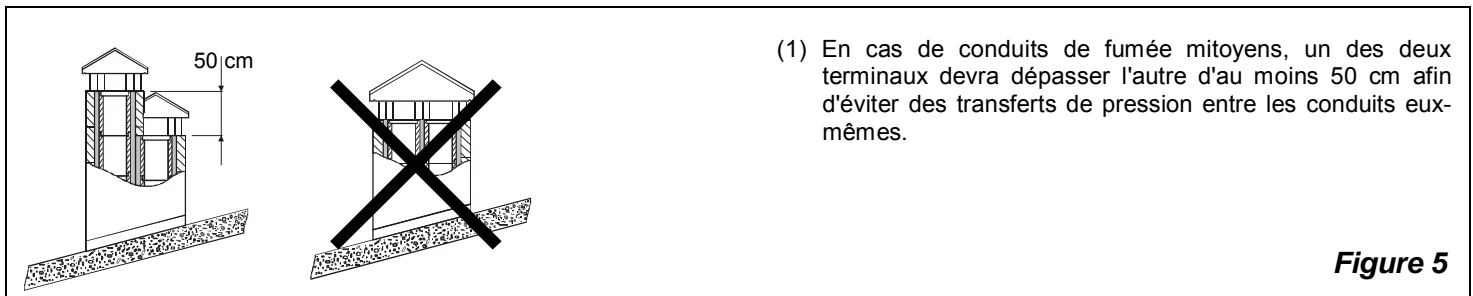 50 cm
(1) En cas de conduits de fumée mitoyens, un des deux
terminaux devra dépasser l'autre d'au moins 50 cm afin
d'éviter des transferts de pression entre les conduits eux-
mêmes.
Figure 5